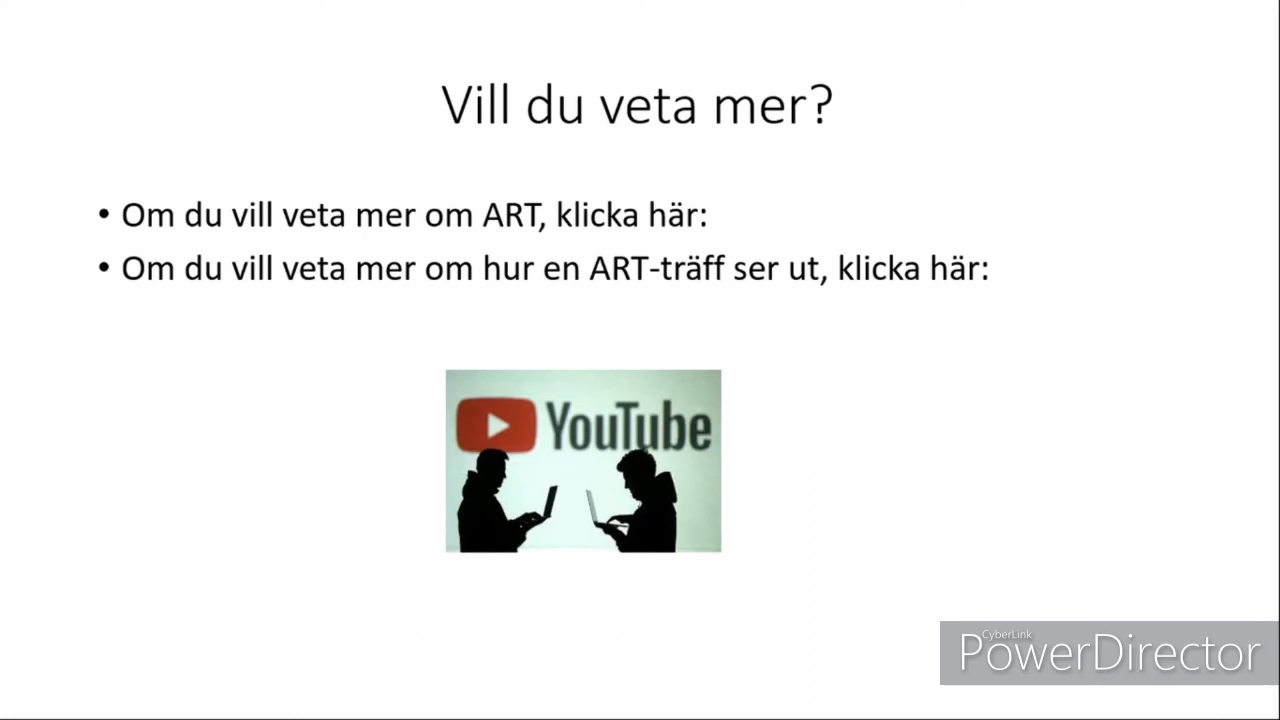 Vill du veta mer?
• Om du vill veta mer om ART, klicka här:
• Om du vill veta mer om hur en ART-träff ser ut, klicka här:
YouTube
CyberLink
PowerDirector